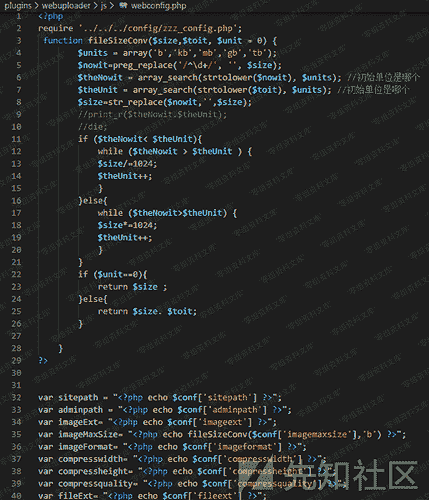 plugins > webuploader > js > webconfig.php
1 <?php
2 require '../../../config/zzz_config.php';
3 function fileSizeConv($size,$toit, $unit = 0) {
4 $units = array('b','kb','mb','gb','tb');
5 $nowit=preg_replace('/^\d+/', '', $size);
6 $theNowit = array_search(strtolower($nowit), $units); //初始单位是哪个
7 $theUnit = array_search(strtolower($toit), $units); //初始单位是哪个
8 $size=str_replace($nowit,'',$size);
9 //print_r($theNowit.$theUnit);
10 //die;
11 if ($theNowit< $theUnit){
12 while ($theNowit > $theUnit ) {
13 $size/=1024;
14 $theUnit++;
15 }
16 }else{
17 while ($theNowit>$theUnit) {
18 $size*=1024;
19 $theUnit++;
20 }
21 }
22 if ($unit==0){
23 return $size ;
24 }else{
25 return $size. $toit;
26 }
27
28 }
29 ?>
30
31
32 var sitepath = "<?php echo $conf['sitepath'] ?>";
33 var adminpath = "<?php echo $conf['adminpath'] ?>";
34 var imageExt= "<?php echo $conf['imageext'] ?>";
35 var imageMaxSize= "<?php echo fileSizeConv($conf['imagemaxsize'],'b') ?>";
36 var imageFormat= "<?php echo $conf['imageformat'] ?>";
37 var compresswidth= "<?php echo $conf['compresswidth'] ?>";
38 var compressheight= "<?php echo $conf['compressheight'] ?>";
39 var compressquality= "<?php echo $conf['compressquality'] ?>";
40 var fileExt= "<?php echo $conf['fileext'] ?>";
先知社区